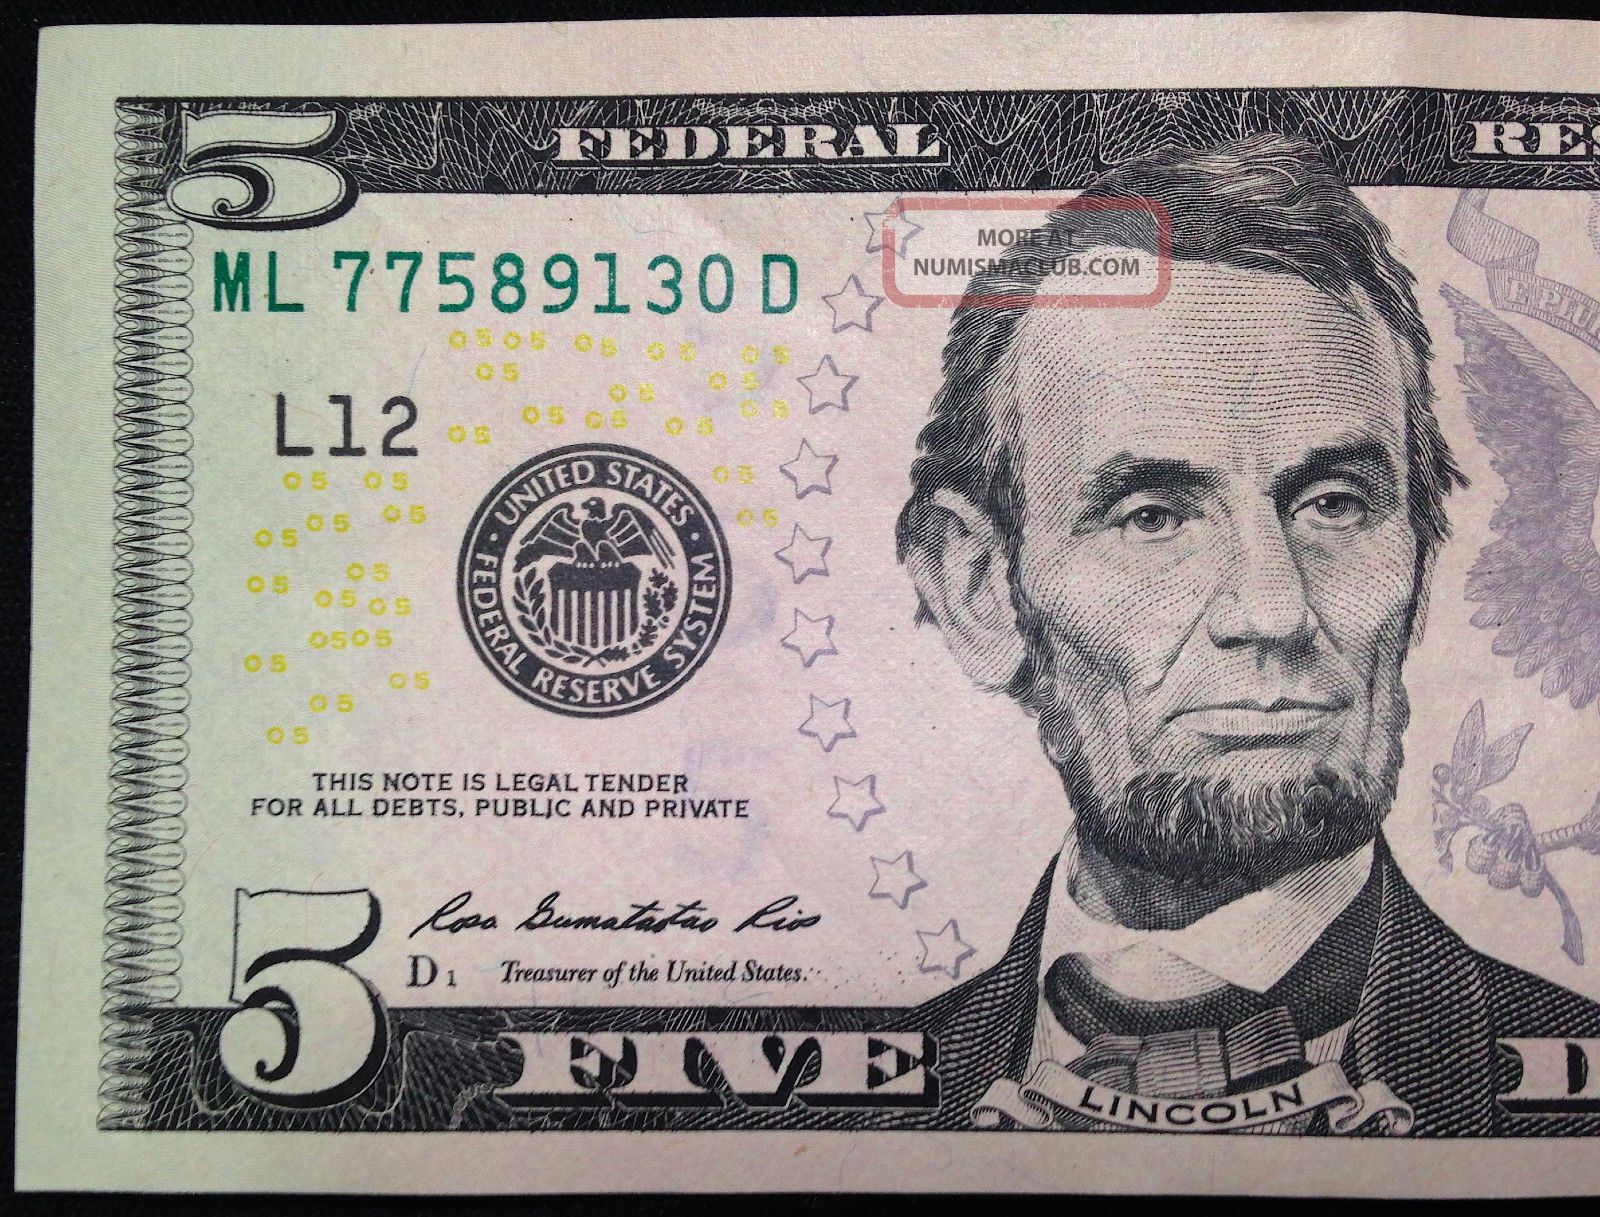 5
FEDERAL RES
MORE AT
NUMISMACLUB.COM
E PLU
ML 77589130 D
05 05 05 05 05
05 05 05
05 05 05 05 05
L12
05 05 05
05 05 05
05 05
05 05
05 05
05 05
05
05 05
05
UNITED STATES
FEDERAL RESERVE SYSTEM
THIS NOTE IS LEGAL TENDER
FOR ALL DEBTS, PUBLIC AND PRIVATE
Rosa Gumataotao Rios
D 1 Treasurer of the United States.
5
FIVE D
LINCOLN